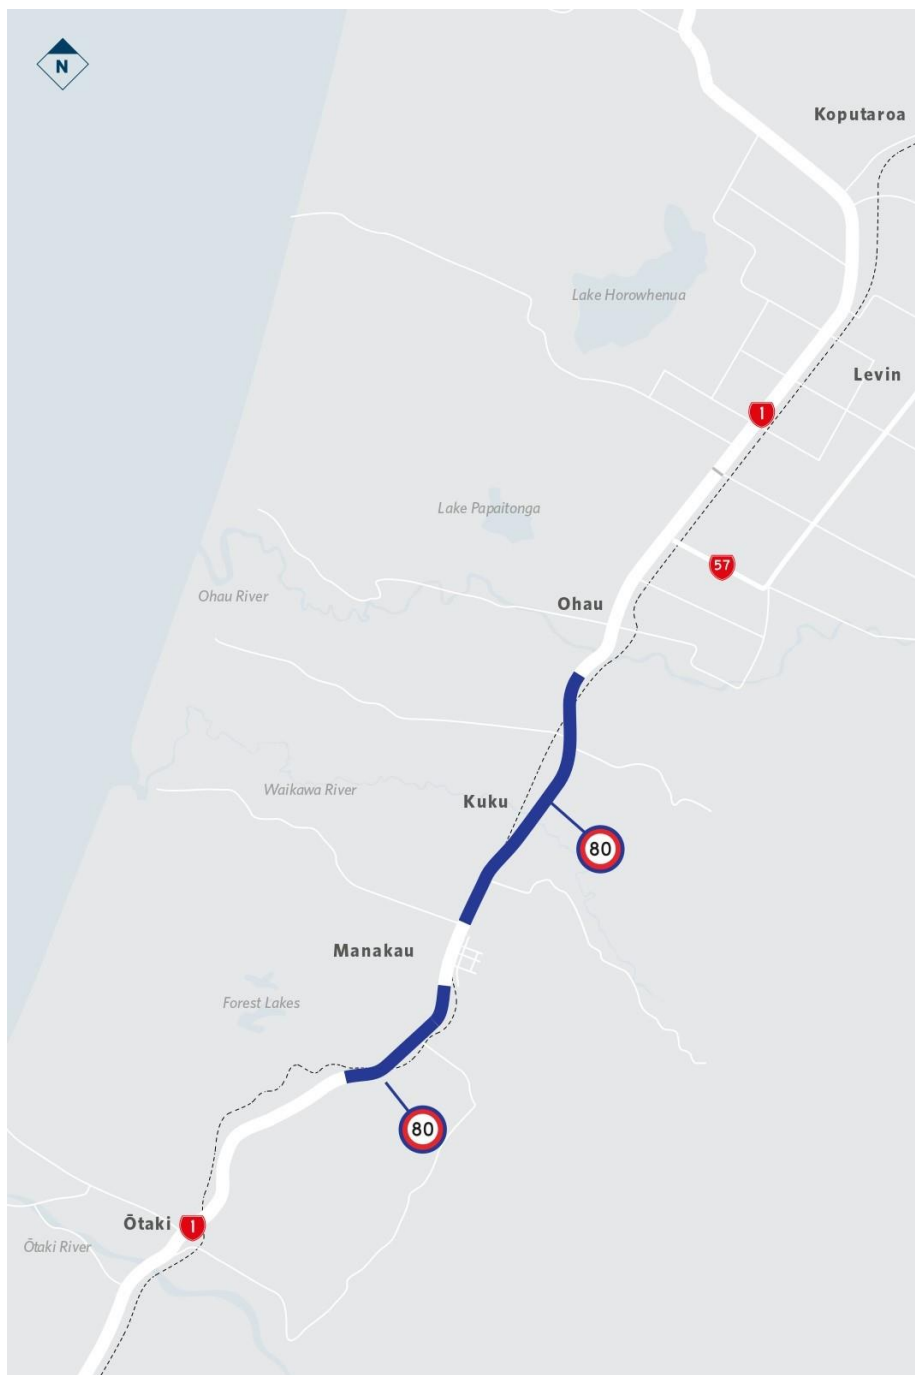 N
Koputaroa
Lake Horowhenua
Levin
1
Lake Papaitonga
57
Ohau River
Ohau
Waikawa River
Kuku
80
Manakau
Forest Lakes
80
Ōtaki
1
Ōtaki River